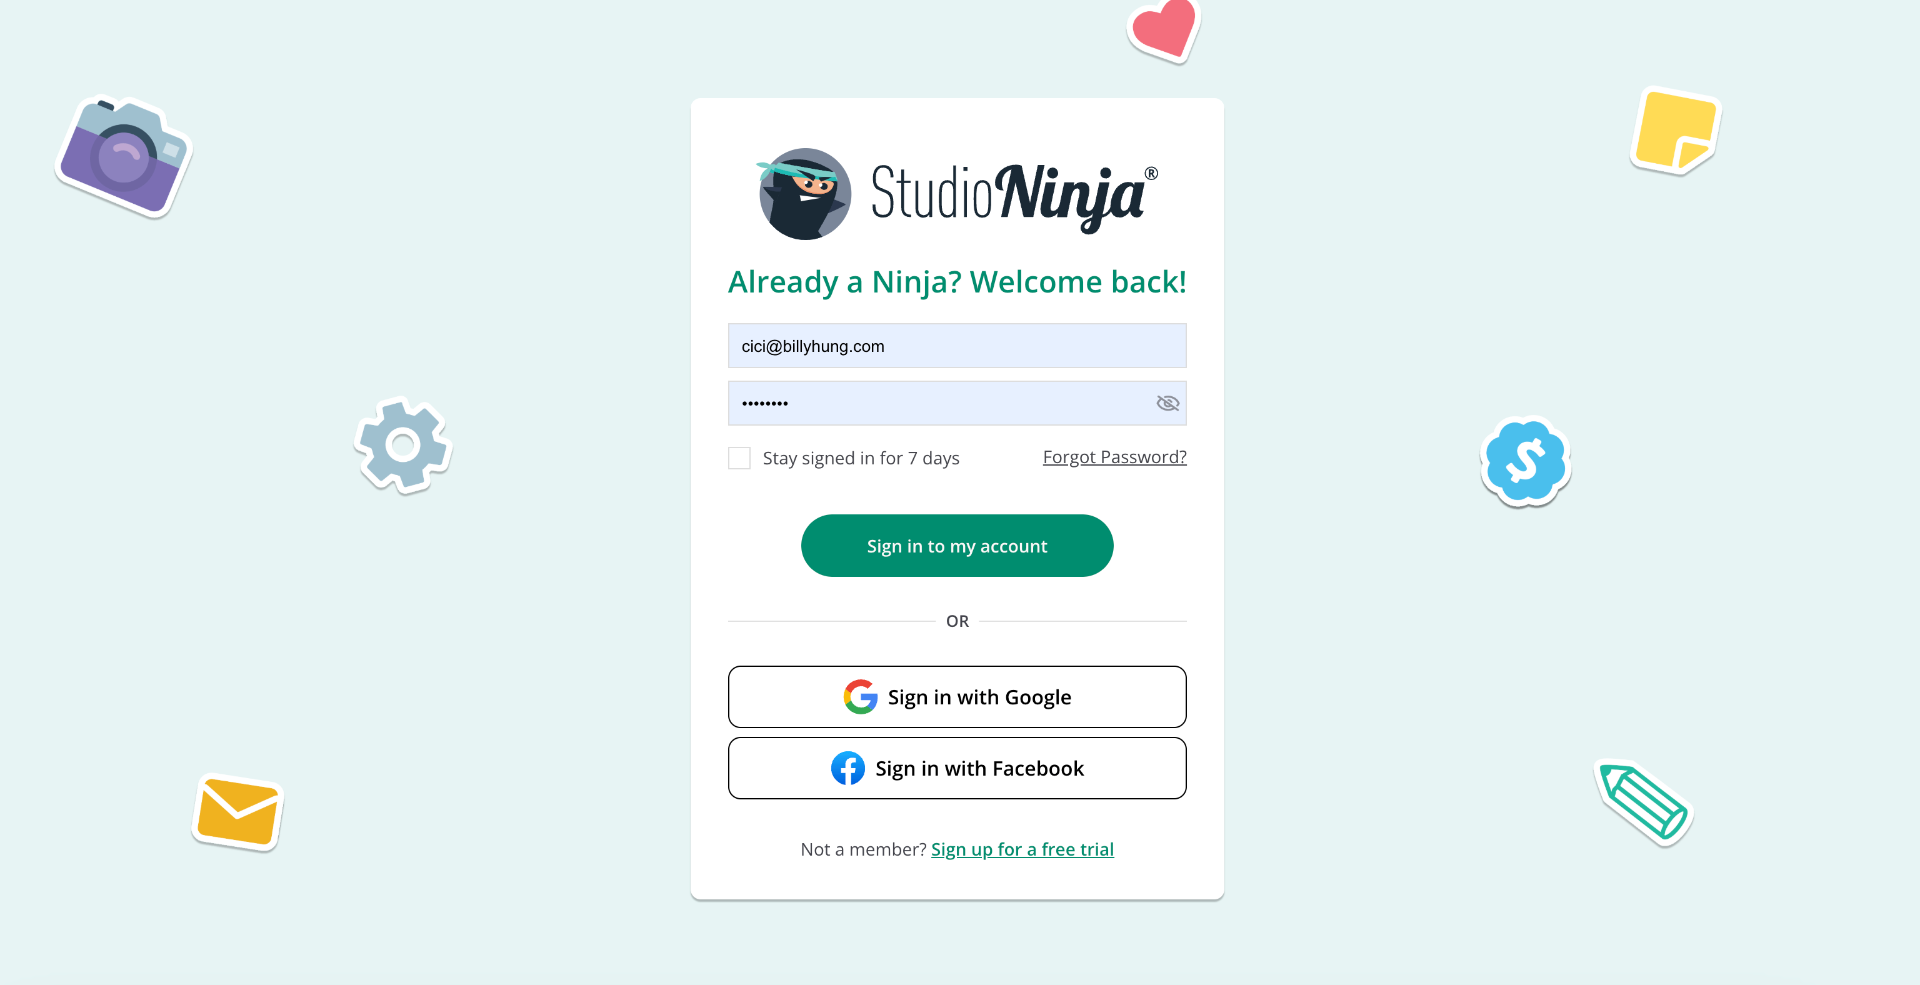 StudioNinja®
Already a Ninja? Welcome back!
cici@billyhung.com
••••••••
Stay signed in for 7 days
Forgot Password?
Sign in to my account
OR
Sign in with Google
Sign in with Facebook
Not a member? Sign up for a free trial